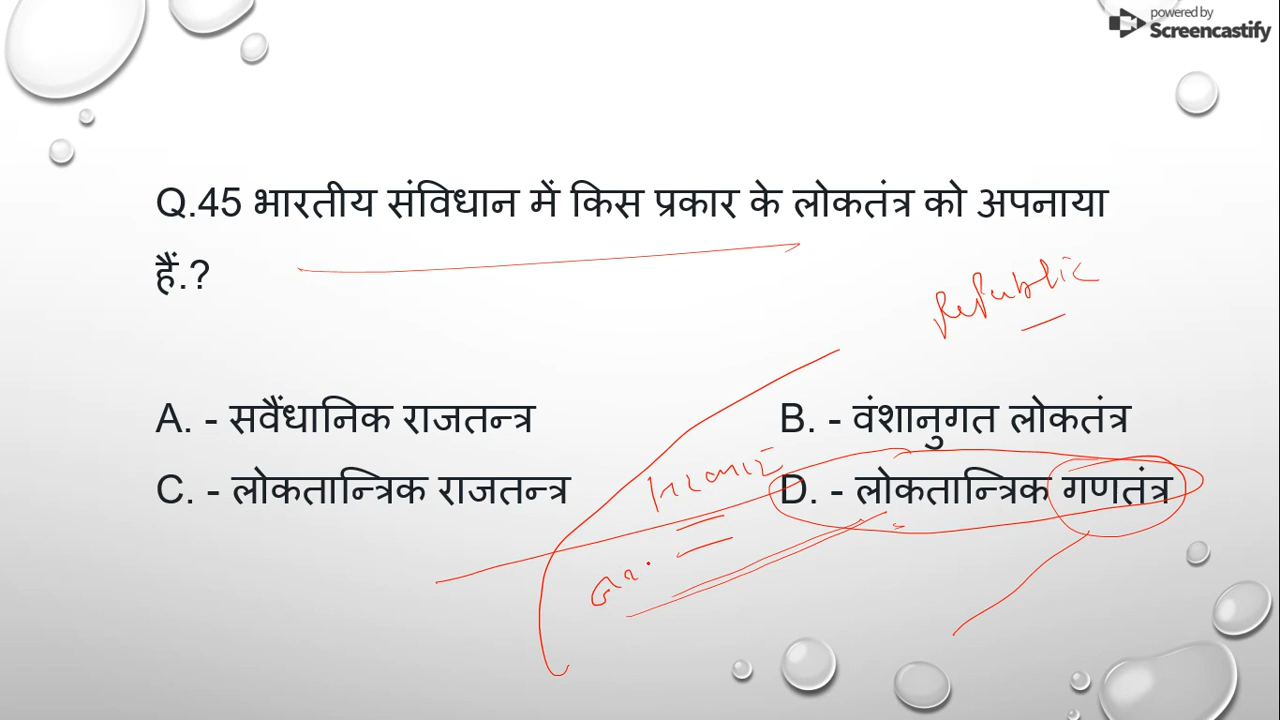 powered by
Screencastify
Q.45 भारतीय संविधान में किस प्रकार के लोकतंत्र को अपनाया
हैं.?
Republic
A. - सवैंधानिक राजतन्त्र
B. - वंशानुगत लोकतंत्र
C. - लोकतान्त्रिक राजतन्त्र
D. - लोकतान्त्रिक गणतंत्र